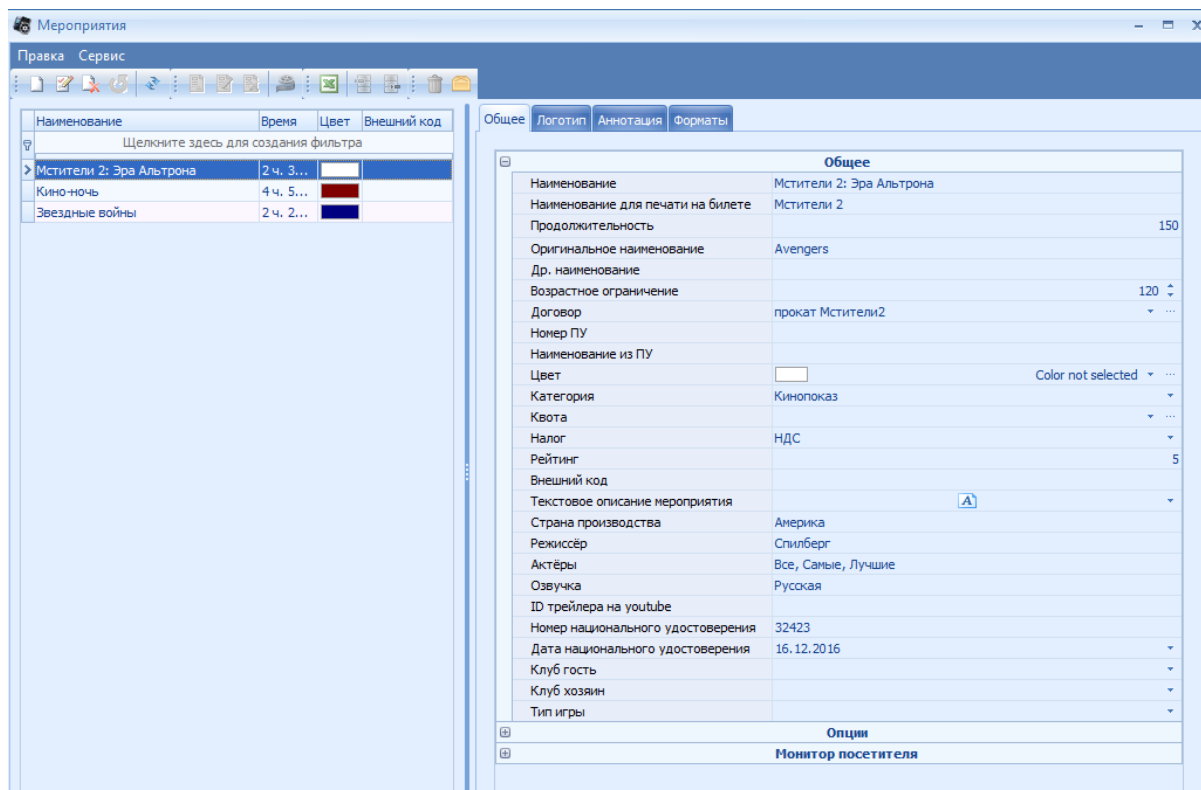 Мероприятия
Правка Сервис
Наименование Время Цвет Внешний код
Щелкните здесь для создания фильтра
Мстители 2: Эра Альтрона 2 ч. 3...
Кино-ночь 4 ч. 5...
Звездные войны 2 ч. 2...
Общее Логотип Аннотация Форматы
Общее
Наименование Мстители 2: Эра Альтрона
Наименование для печати на билете Мстители 2
Продолжительность 150
Оригинальное наименование Avengers
Др. наименование
Возрастное ограничение 120
Договор прокат Мстители2
Номер ПУ
Наименование из ПУ
Цвет Color not selected
Категория Кинопоказ
Квота
Налог НДС
Рейтинг 5
Внешний код
Текстовое описание мероприятия A
Страна производства Америка
Режиссёр Спилберг
Актёры Все, Самые, Лучшие
Озвучка Русская
ID трейлера на youtube
Номер национального удостоверения 32423
Дата национального удостоверения 16.12.2016
Клуб гость
Клуб хозяин
Тип игры
Опции
Монитор посетителя